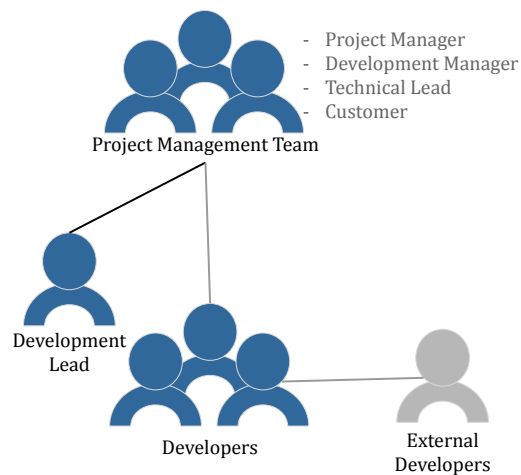 - Project Manager
- Development Manager
- Technical Lead
- Customer
Project Management Team
Development
Lead
Developers
External
Developers